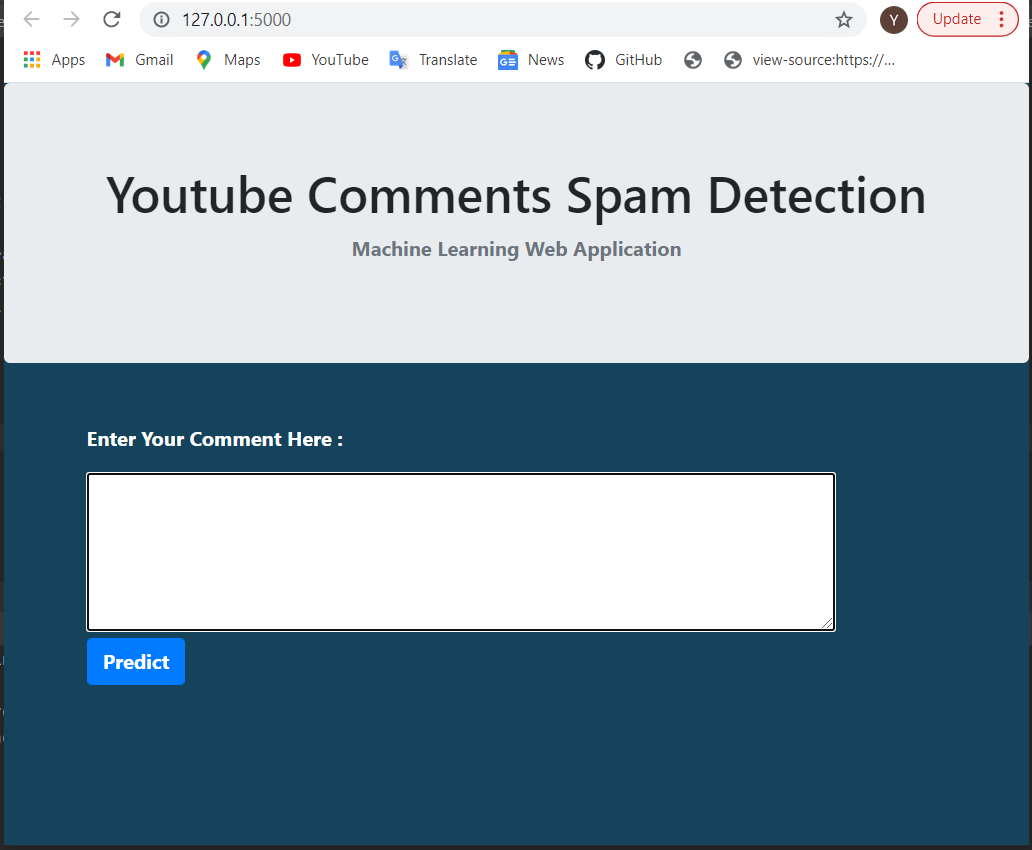 127.0.0.1:5000 Y Update
Apps Gmail Maps YouTube Translate News GitHub view-source:https://...
Youtube Comments Spam Detection
Machine Learning Web Application
Enter Your Comment Here :
Predict